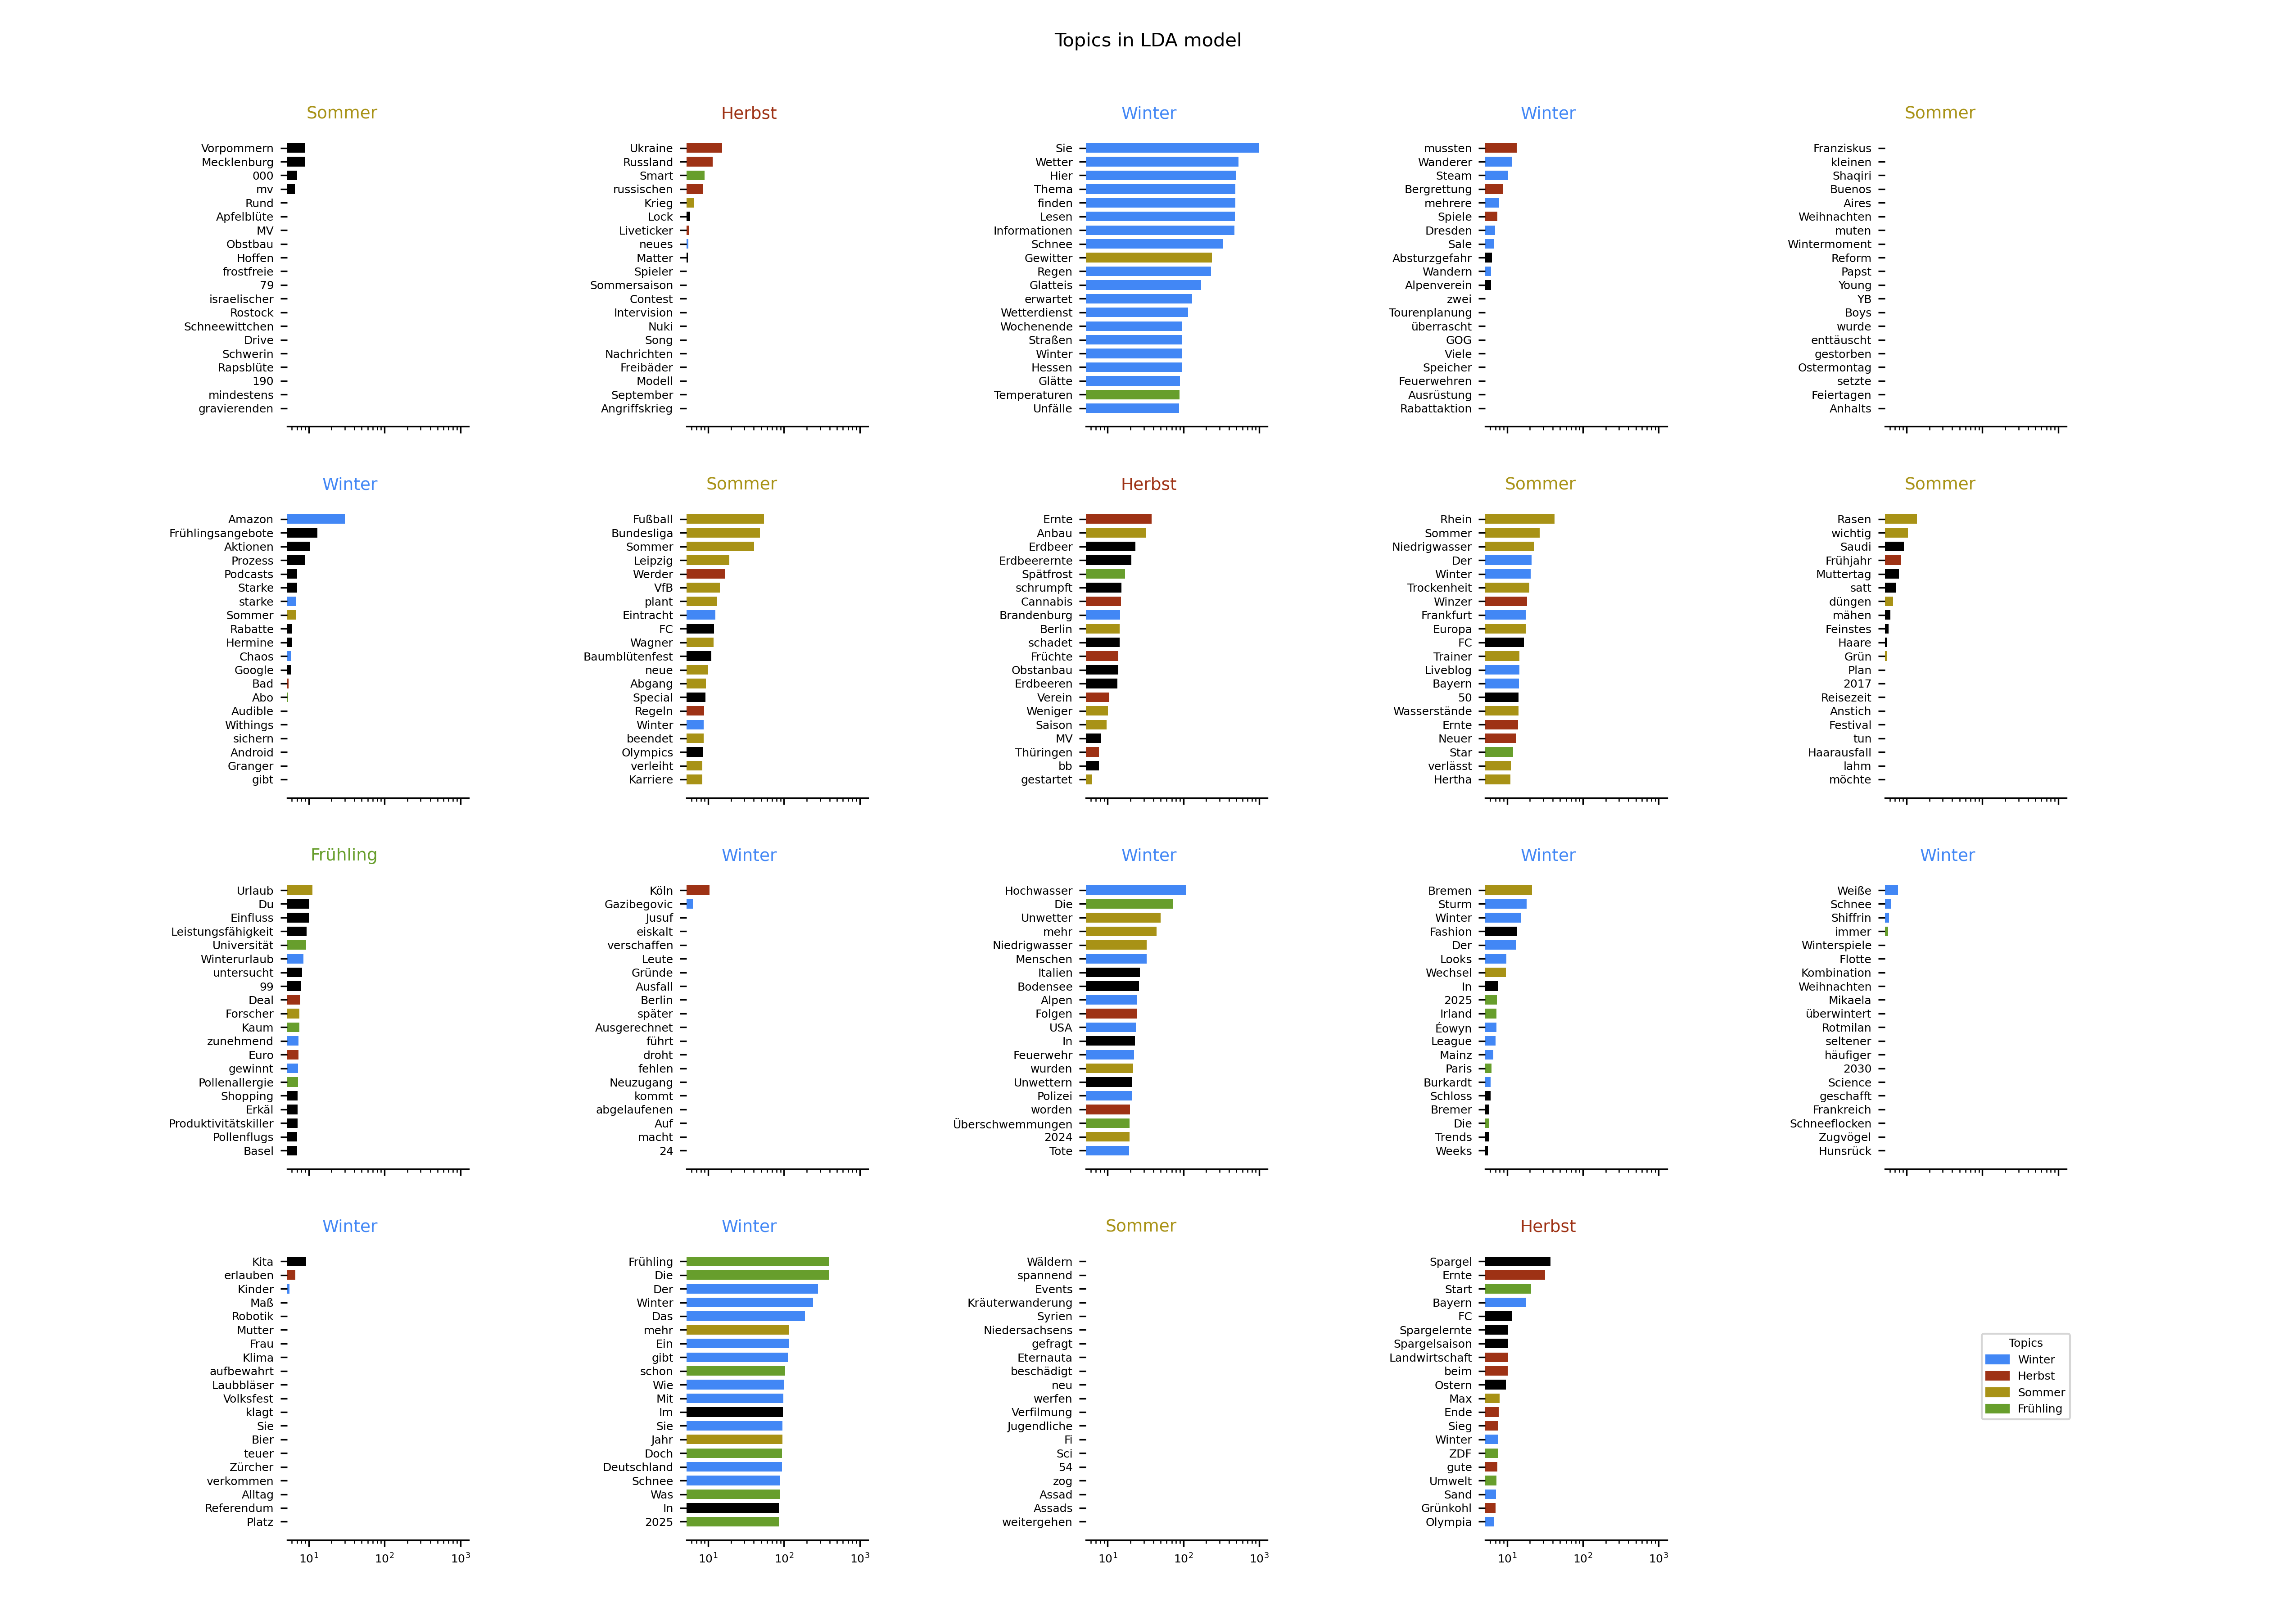 Topics in LDA model
Sommer
Vorpommern
Mecklenburg
000
mv
Rund
Apfelblüte
MV
Obstbau
Hoffen
frostfreie
79
israelischer
Rostock
Schneewittchen
Drive
Schwerin
Rapsblüte
190
mindestens
gravierenden
Herbst
Ukraine
Russland
Smart
russischen
Krieg
Lock
Liveticker
neues
Matter
Spieler
Sommersaison
Contest
Intervision
Nuki
Song
Nachrichten
Freibäder
Modell
September
Angriffskrieg
Winter
Sie
Wetter
Hier
Thema
finden
Lesen
Informationen
Schnee
Gewitter
Regen
Glatteis
erwartet
Wetterdienst
Wochenende
Straßen
Winter
Hessen
Glätte
Temperaturen
Unfälle
Winter
mussten
Wanderer
Steam
Bergrettung
mehrere
Spiele
Dresden
Sale
Absturzgefahr
Wandern
Alpenverein
zwei
Tourenplanung
überrascht
GOG
Viele
Speicher
Feuerwehren
Ausrüstung
Rabattaktion
Sommer
Franziskus
kleinen
Shaqiri
Buenos
Aires
Weihnachten
muten
Wintermoment
Reform
Papst
Young
YB
Boys
wurde
enttäuscht
gestorben
Ostermontag
setzte
Feiertagen
Anhalts
Winter
Amazon
Frühlingsangebote
Aktionen
Prozess
Podcasts
Starke
starke
Sommer
Rabatte
Hermine
Chaos
Google
Bad
Abo
Audible
Withings
sichern
Android
Granger
gibt
Sommer
Fußball
Bundesliga
Sommer
Leipzig
Werder
VfB
plant
Eintracht
FC
Wagner
Baumblütenfest
neue
Abgang
Special
Regeln
Winter
beendet
Olympics
verleiht
Karriere
Herbst
Ernte
Anbau
Erdbeer
Erdbeerernte
Spätfrost
schrumpft
Cannabis
Brandenburg
Berlin
schadet
Früchte
Obstanbau
Erdbeeren
Verein
Weniger
Saison
MV
Thüringen
bb
gestartet
Sommer
Rhein
Sommer
Niedrigwasser
Der
Winter
Trockenheit
Winzer
Frankfurt
Europa
FC
Trainer
Liveblog
Bayern
50
Wasserstände
Ernte
Neuer
Star
verlässt
Hertha
Sommer
Rasen
wichtig
Saudi
Frühjahr
Muttertag
satt
düngen
mähen
Feinstes
Haare
Grün
Plan
2017
Reisezeit
Anstich
Festival
tun
Haarausfall
lahm
möchte
Frühling
Urlaub
Du
Einfluss
Leistungsfähigkeit
Universität
Winterurlaub
untersucht
99
Deal
Forscher
Kaum
zunehmend
Euro
gewinnt
Pollenallergie
Shopping
Erkäl
Produktivitätskiller
Pollenflugs
Basel
Winter
Köln
Gazibegovic
Jusuf
eiskalt
verschaffen
Leute
Gründe
Ausfall
Berlin
später
Ausgerechnet
führt
droht
fehlen
Neuzugang
kommt
abgelaufenen
Auf
macht
24
Winter
Hochwasser
Die
Unwetter
mehr
Niedrigwasser
Menschen
Italien
Bodensee
Alpen
Folgen
USA
In
Feuerwehr
wurden
Unwettern
Polizei
worden
Überschwemmungen
2024
Tote
Winter
Bremen
Sturm
Winter
Fashion
Der
Looks
Wechsel
In
2025
Irland
Éowyn
League
Mainz
Paris
Burkardt
Schloss
Bremer
Die
Trends
Weeks
Winter
Weiße
Schnee
Shiffrin
immer
Winterspiele
Flotte
Kombination
Weihnachten
Mikaela
überwintert
Rotmilan
seltener
häufiger
2030
Science
geschafft
Frankreich
Schneeflocken
Zugvögel
Hunsrück
Winter
Kita
erlauben
Kinder
Maß
Robotik
Mutter
Frau
Klima
aufbewahrt
Laubbläser
Volksfest
klagt
Sie
Bier
teuer
Zürcher
verkommen
Alltag
Referendum
Platz
10¹ 10² 10³
Winter
Frühling
Die
Der
Winter
Das
mehr
Ein
gibt
schon
Wie
Mit
Im
Sie
Jahr
Doch
Deutschland
Schnee
Was
In
2025
10¹ 10² 10³
Sommer
Wäldern
spannend
Events
Kräuterwanderung
Syrien
Niedersachsens
gefragt
Eternauta
beschädigt
neu
werfen
Verfilmung
Jugendliche
Fi
Sci
54
zog
Assad
Assads
weitergehen
10¹ 10² 10³
Herbst
Spargel
Ernte
Start
Bayern
FC
Spargelernte
Spargelsaison
Landwirtschaft
beim
Ostern
Max
Ende
Sieg
Winter
ZDF
gute
Umwelt
Sand
Grünkohl
Olympia
10¹ 10² 10³
Topics
Winter
Herbst
Sommer
Frühling